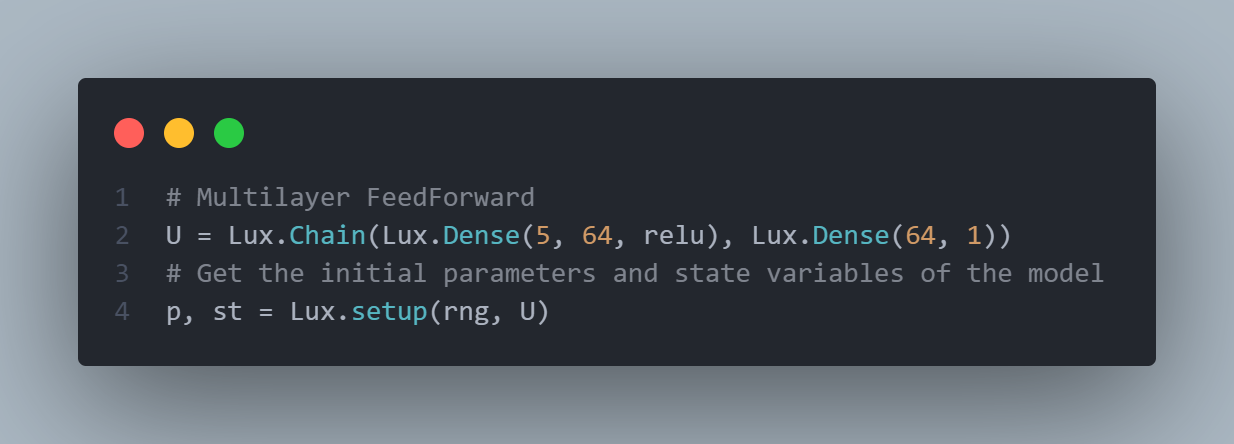 1 # Multilayer FeedForward
2 U = Lux.Chain(Lux.Dense(5, 64, relu), Lux.Dense(64, 1))
3 # Get the initial parameters and state variables of the model
4 p, st = Lux.setup(rng, U)